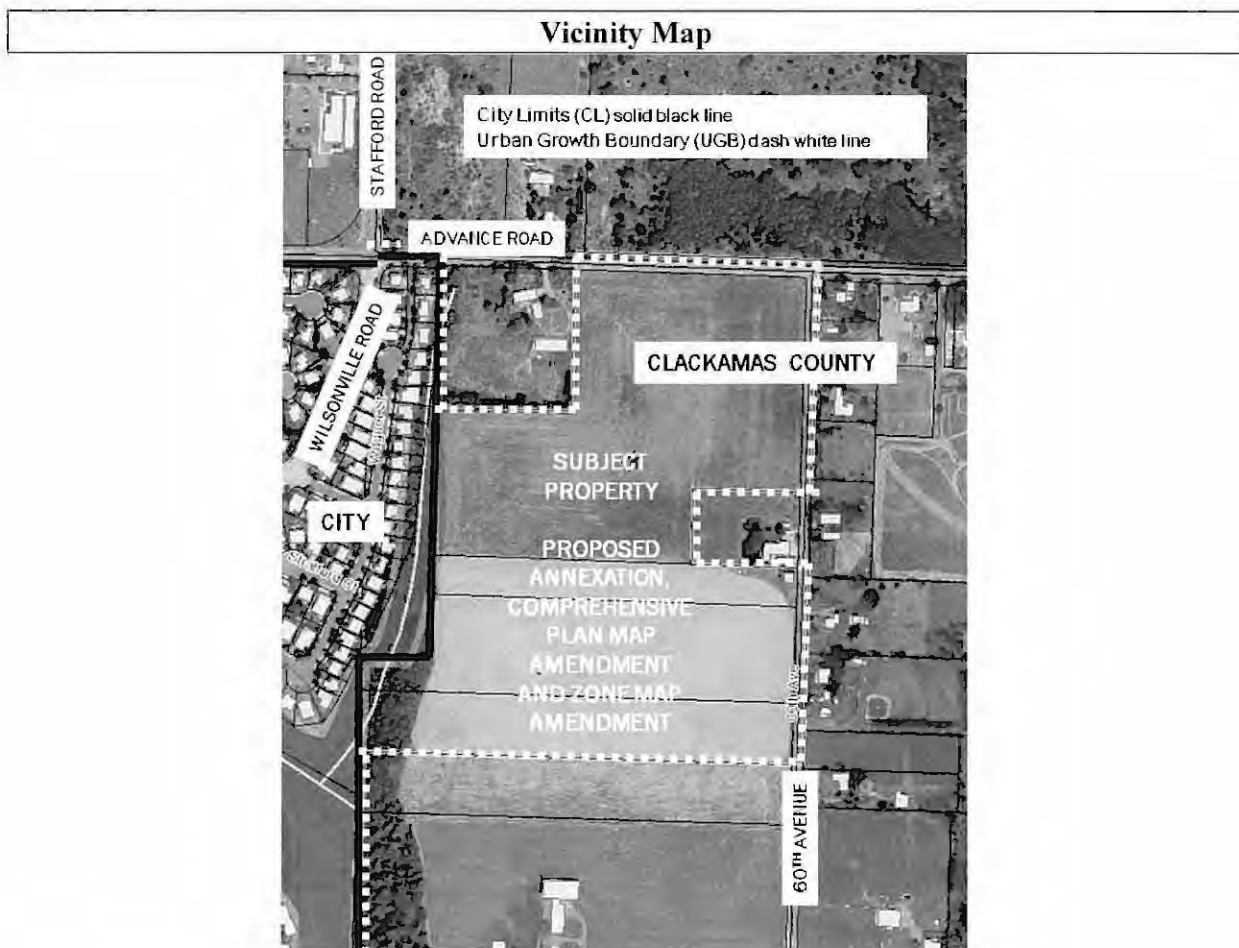 Vicinity Map
STAFFORD ROAD
City Limits (CL) solid black line
Urban Growth Boundary (UGB) dash white line
ADVANCE ROAD
WILSONVILLE ROAD
CLACKAMAS COUNTY
SUBJECT
PROPERTY
CITY
PROPOSED
ANNEXATION,
COMPREHENSIVE
PLAN MAP
AMENDMENT
AND ZONE MAP
AMENDMENT
60TH AVENUE